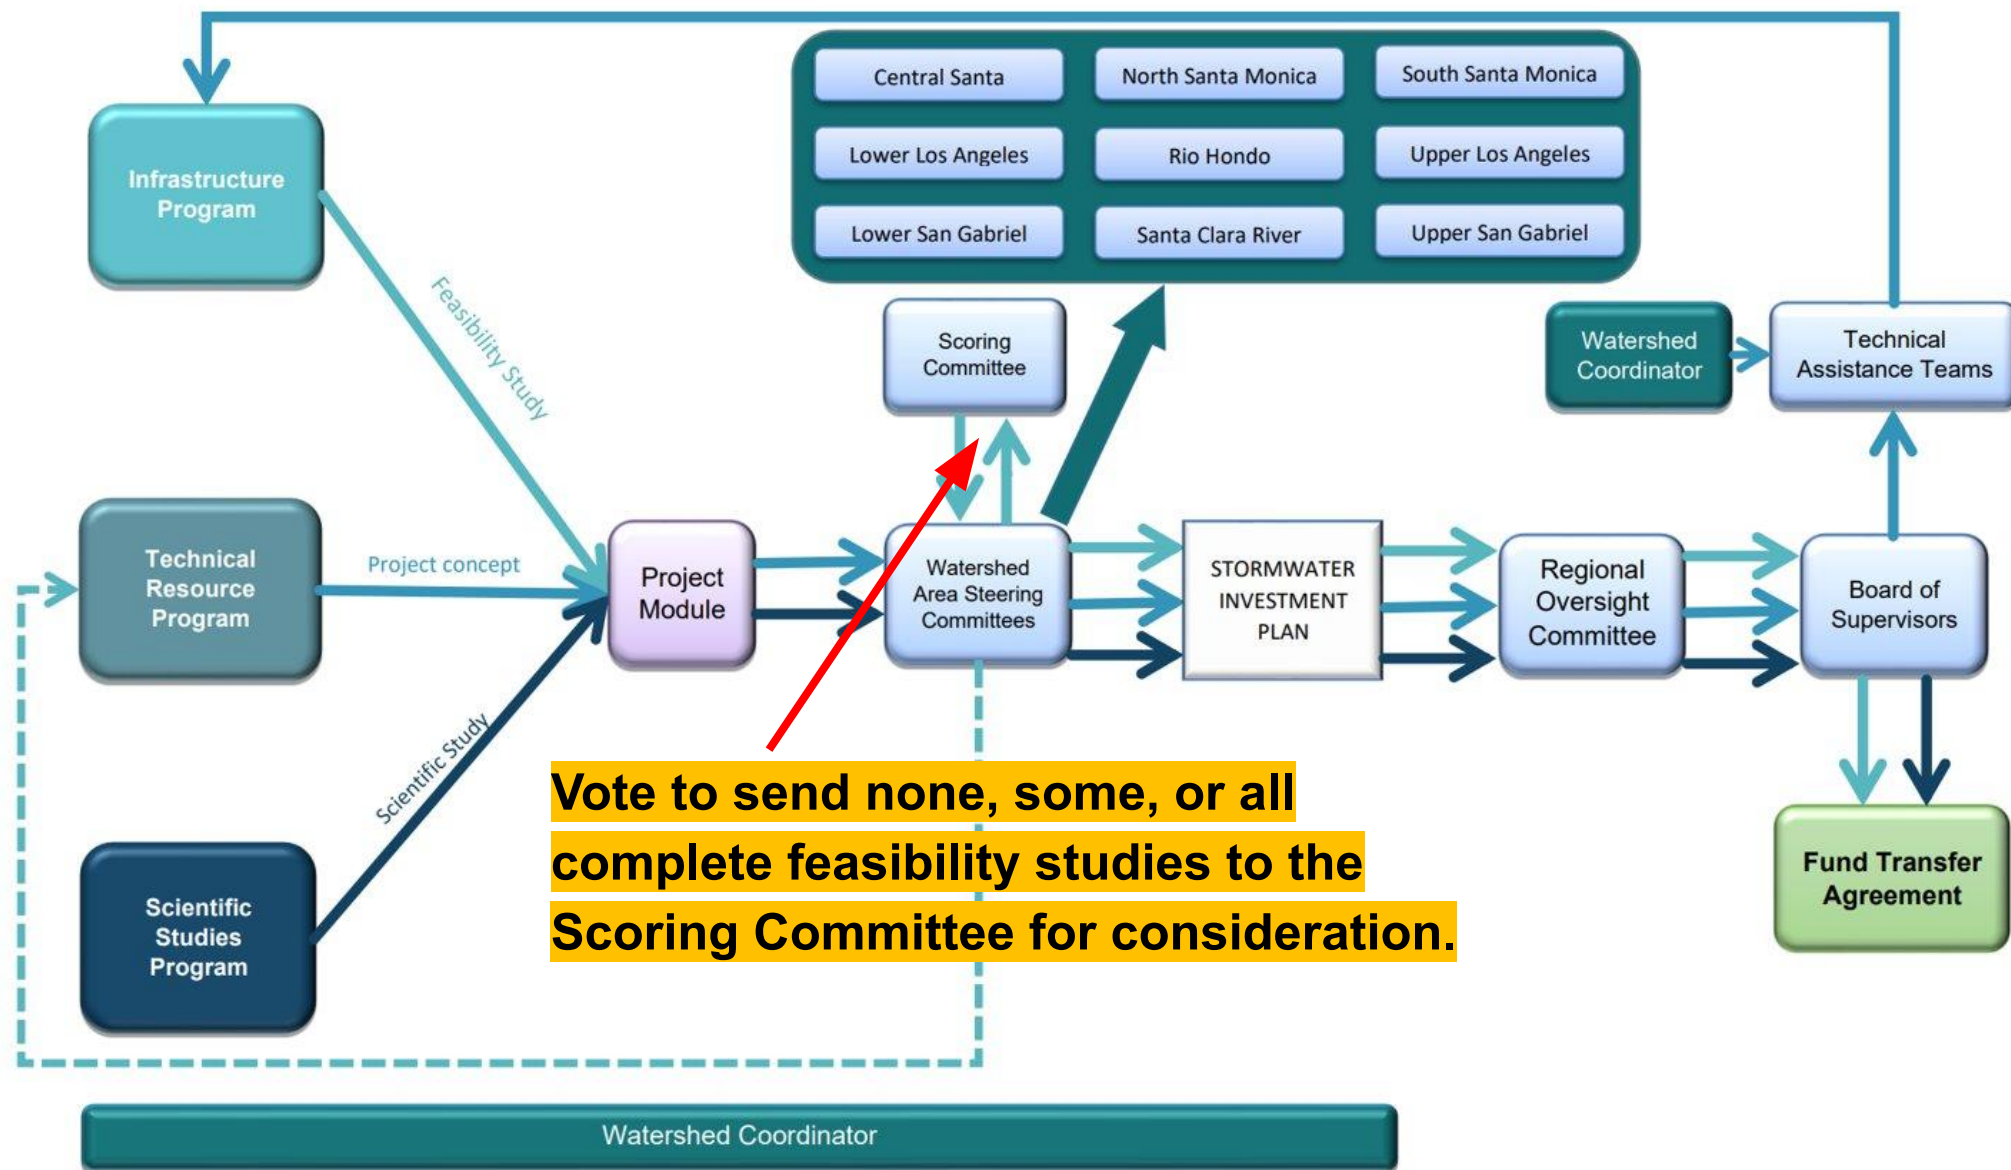 Central Santa
North Santa Monica
South Santa Monica
Lower Los Angeles
Rio Hondo
Upper Los Angeles
Lower San Gabriel
Santa Clara River
Upper San Gabriel
Infrastructure
Program
Feasibility Study
Scoring
Committee
Watershed
Coordinator
Technical
Assistance Teams
Technical
Resource
Program
Project concept
Project
Module
Watershed
Area Steering
Committees
STORMWATER
INVESTMENT
PLAN
Regional
Oversight
Committee
Board of
Supervisors
Scientific Study
Scientific
Studies
Program
Vote to send none, some, or all
complete feasibility studies to the
Scoring Committee for consideration.
Fund Transfer
Agreement
Watershed Coordinator